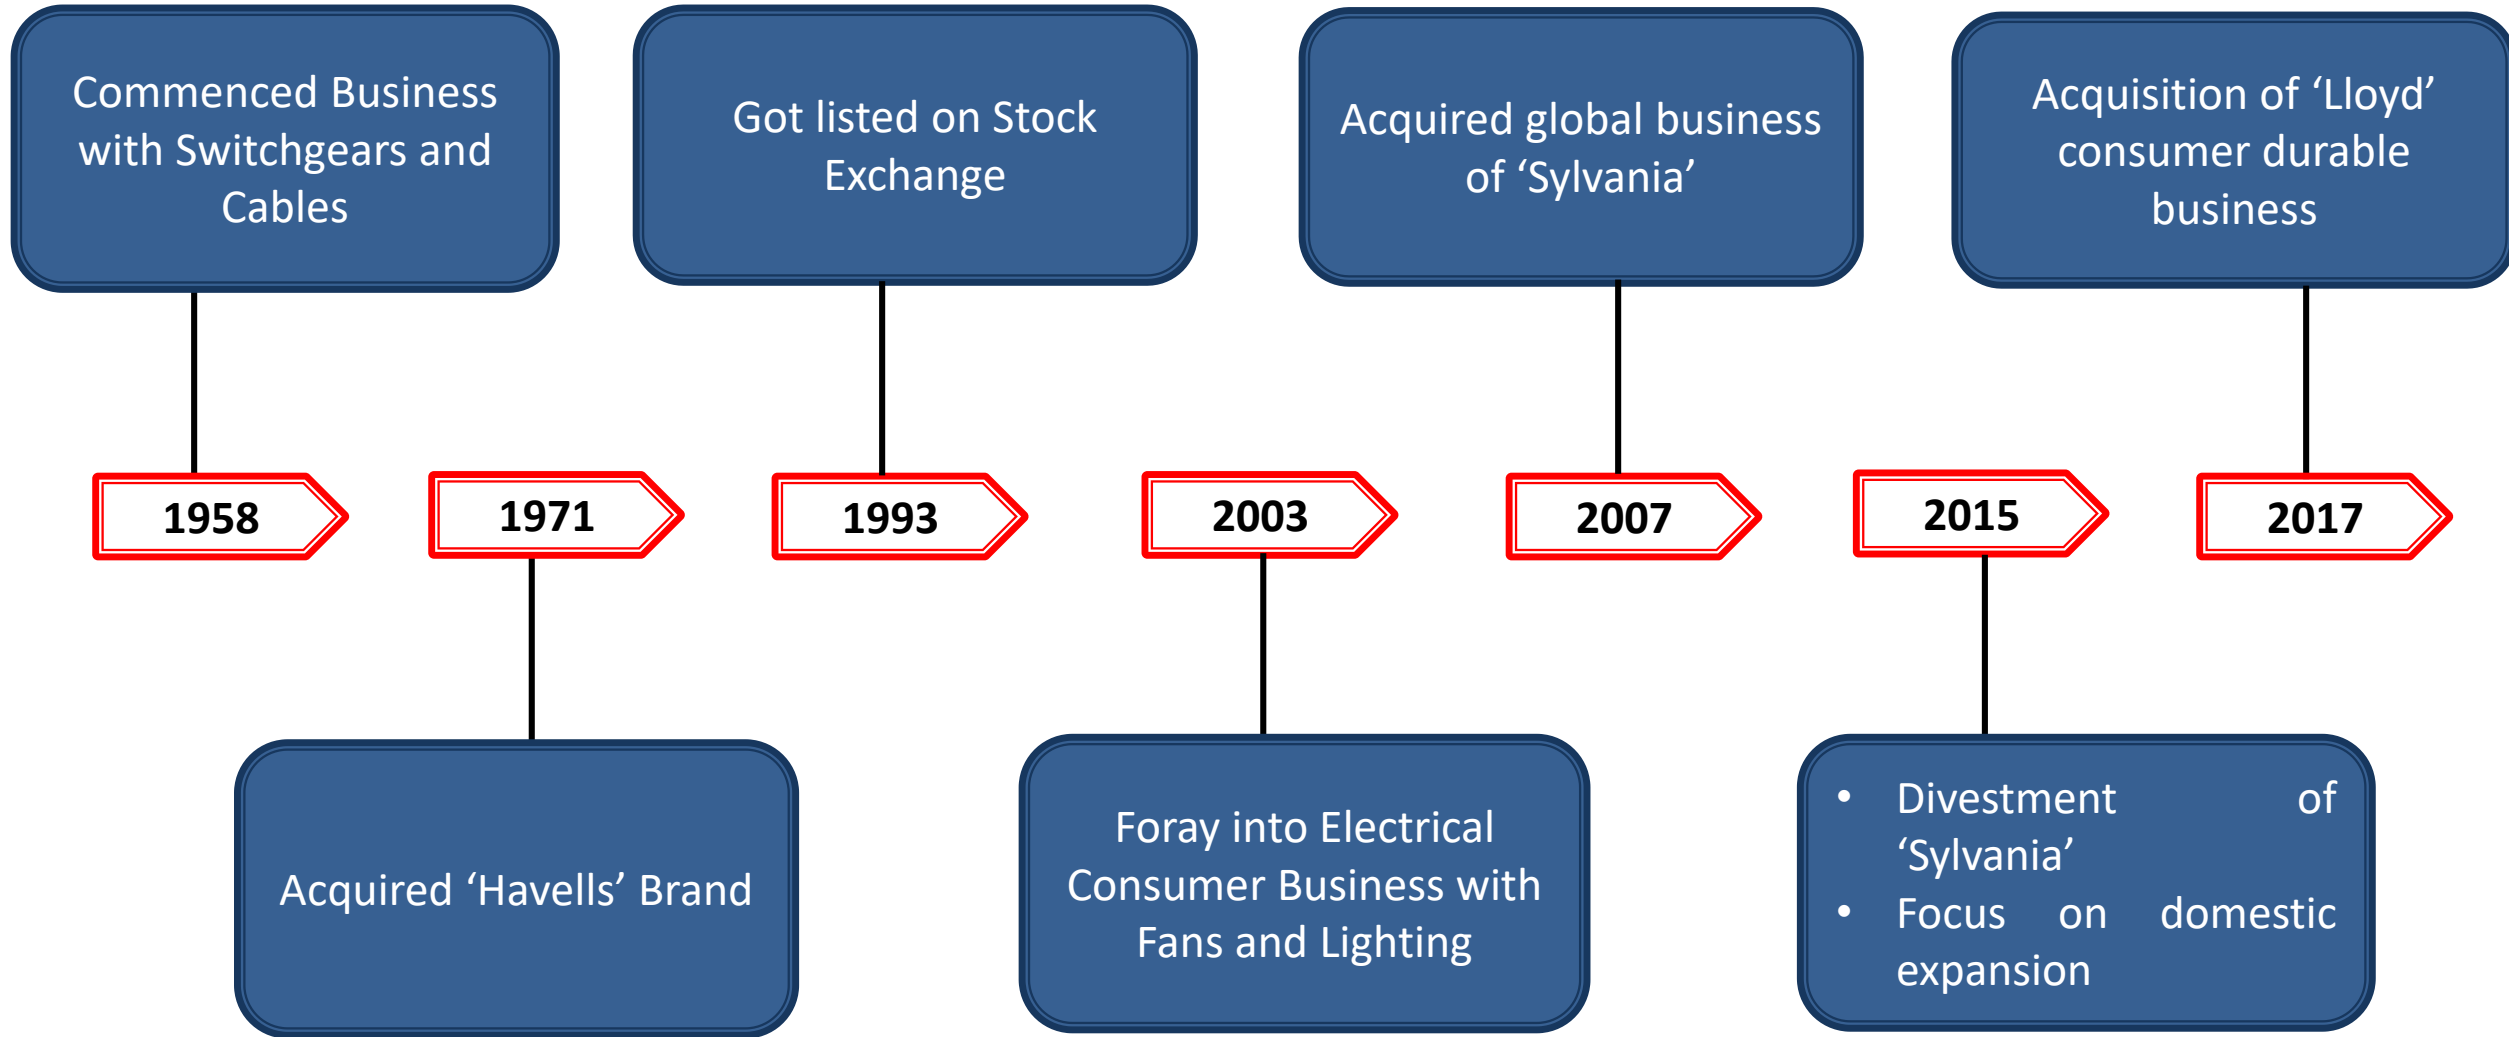 Commenced Business
with Switchgears and
Cables
Got listed on Stock
Exchange
Acquired global business
of ‘Sylvania’
Acquisition of ‘Lloyd’
consumer durable
business
1958
1971
1993
2003
2007
2015
2017
Acquired ‘Havells’ Brand
Foray into Electrical
Consumer Business with
Fans and Lighting
• Divestment of
‘Sylvania’
• Focus on domestic
expansion